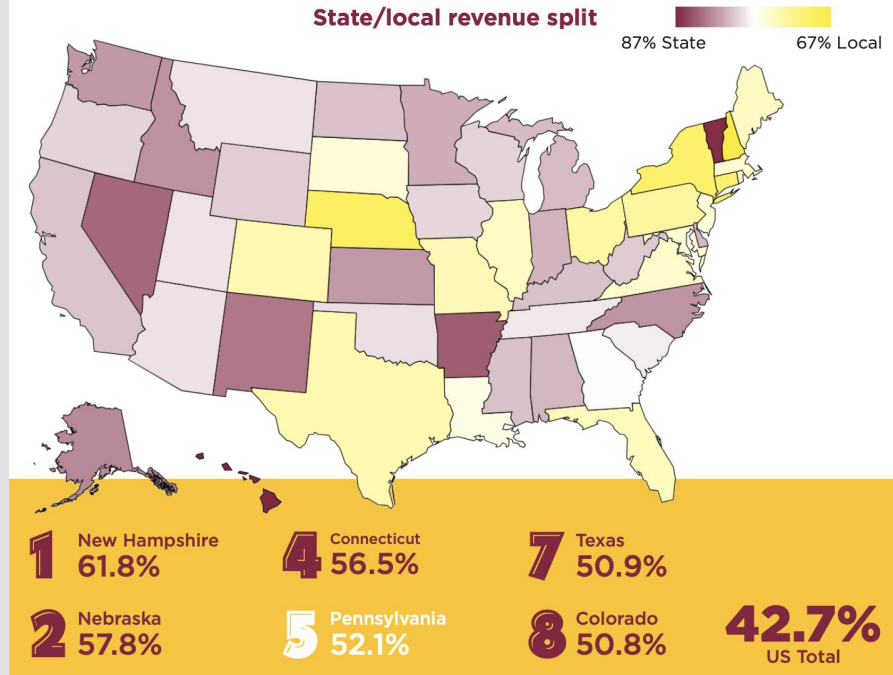 State/local revenue split
87% State
67% Local
1 New Hampshire
61.8%
4 Connecticut
56.5%
7 Texas
50.9%
2 Nebraska
57.8%
5 Pennsylvania
52.1%
8 Colorado
50.8%
42.7%
US Total